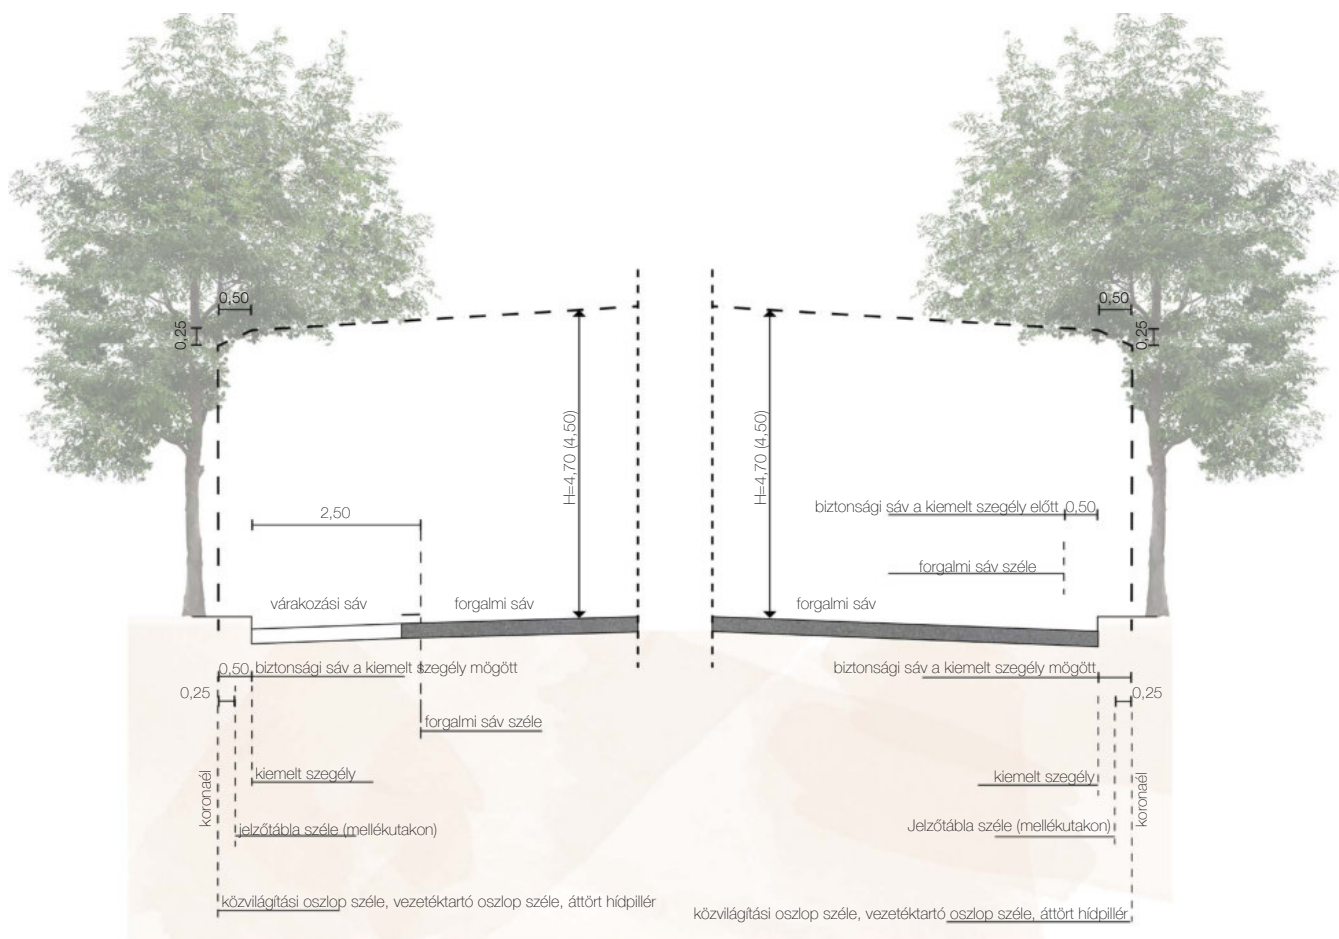 0,50
0,50
0,25
0,25
H=4,70 (4,50)
H=4,70 (4,50)
2,50
biztonsági sáv a kiemelt szegély előtt 0,50
forgalmi sáv széle
várakozási sáv
forgalmi sáv
forgalmi sáv
0,50 biztonsági sáv a kiemelt szegély mögött
biztonsági sáv a kiemelt szegély mögött
0,25
0,25
forgalmi sáv széle
kiemelt szegély
kiemelt szegély
koronaél
koronaél
jelzőtábla széle (mellékutakon)
Jelzőtábla széle (mellékutakon)
közvilágítási oszlop széle, vezetéktartó oszlop széle, áttört hídpillér
közvilágítási oszlop széle, vezetéktartó oszlop széle, áttört hídpillér